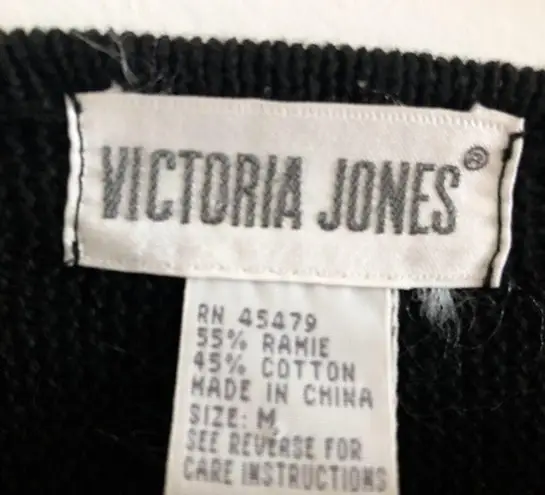 VICTORIA JONES®
RN 45479
55% RAMIE
45% COTTON
MADE IN CHINA
SIZE: M
SEE REVERSE FOR
CARE INSTRUCTIONS